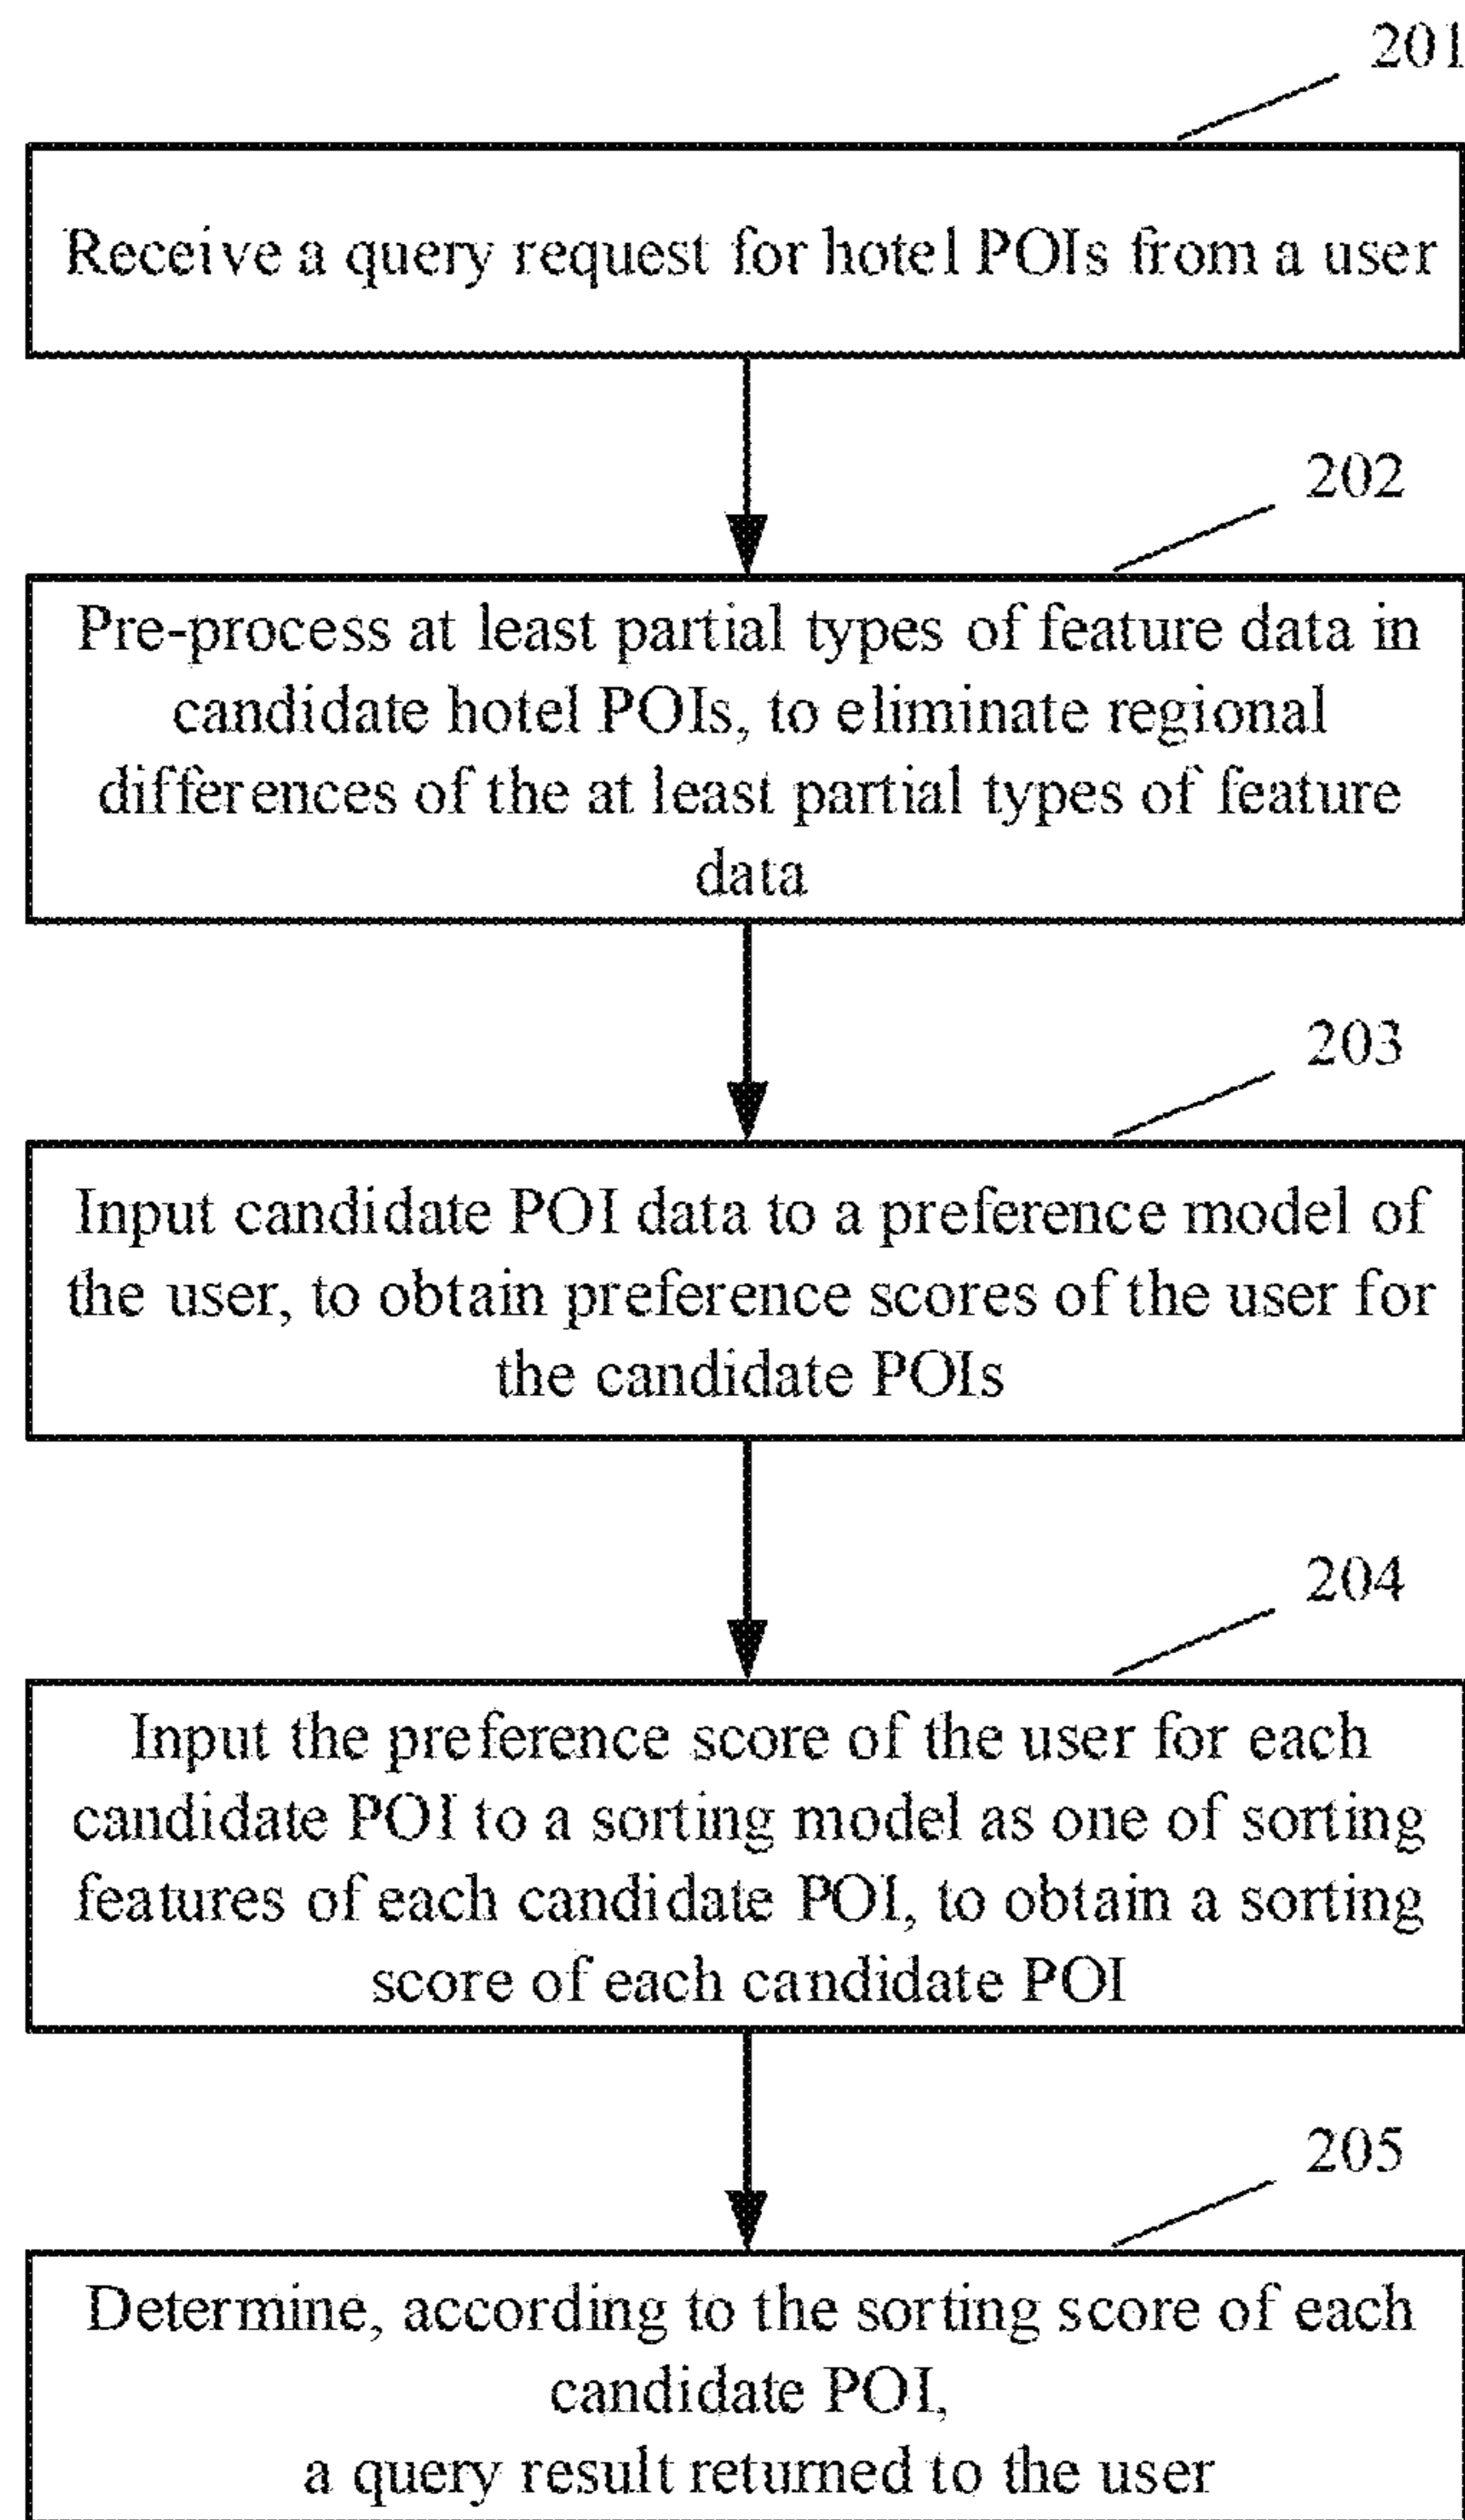 201
Receive a query request for hotel POIs from a user
202
Pre-process at least partial types of feature data in
candidate hotel POIs, to eliminate regional
differences of the at least partial types of feature
data
203
Input candidate POI data to a preference model of
the user, to obtain preference scores of the user for
the candidate POIs
204
Input the preference score of the user for each
candidate POI to a sorting model as one of sorting
features of each candidate POI, to obtain a sorting
score of each candidate POI
205
Determine, according to the sorting score of each
candidate POI,
a query result returned to the user